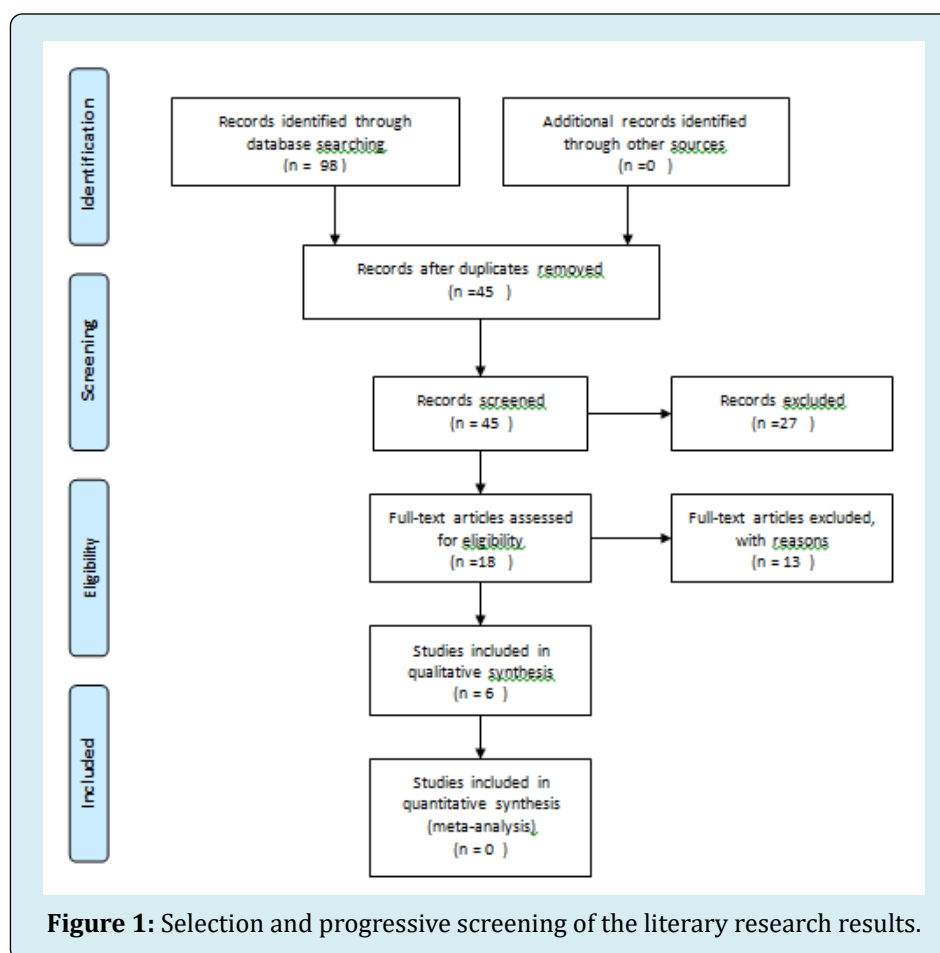 Identification
Records identified through
database searching
(n = 98 )
Additional records identified
through other sources
(n =0 )
Records after duplicates removed
(n =45 )
Screening
Records screened
(n = 45 )
Records excluded
(n =27 )
Eligibility
Full-text articles assessed
for eligibility
(n =18 )
Full-text articles excluded,
with reasons
(n = 13 )
Studies included in
qualitative synthesis
(n = 6 )
Included
Studies included in
quantitative synthesis
(meta-analysis)
(n = 0 )
Figure 1: Selection and progressive screening of the literary research results.